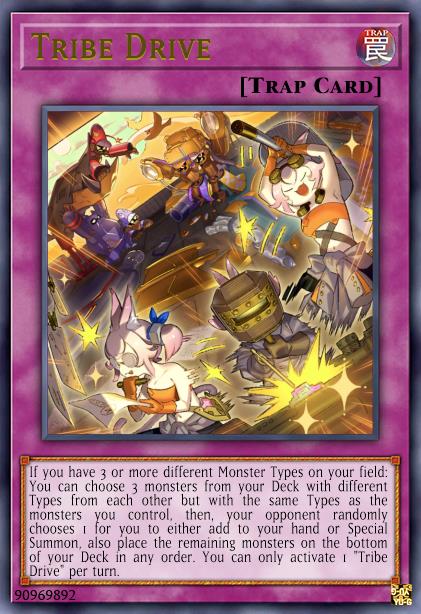 Tribe Drive
TRAP
罠
[Trap Card]
If you have 3 or more different Monster Types on your field:
You can choose 3 monsters from your Deck with different
Types from each other but with the same Types as the
monsters you control, then, your opponent randomly
chooses 1 for you to either add to your hand or Special
Summon, also place the remaining monsters on the bottom
of your Deck in any order. You can only activate 1 "Tribe
Drive" per turn.
90969892